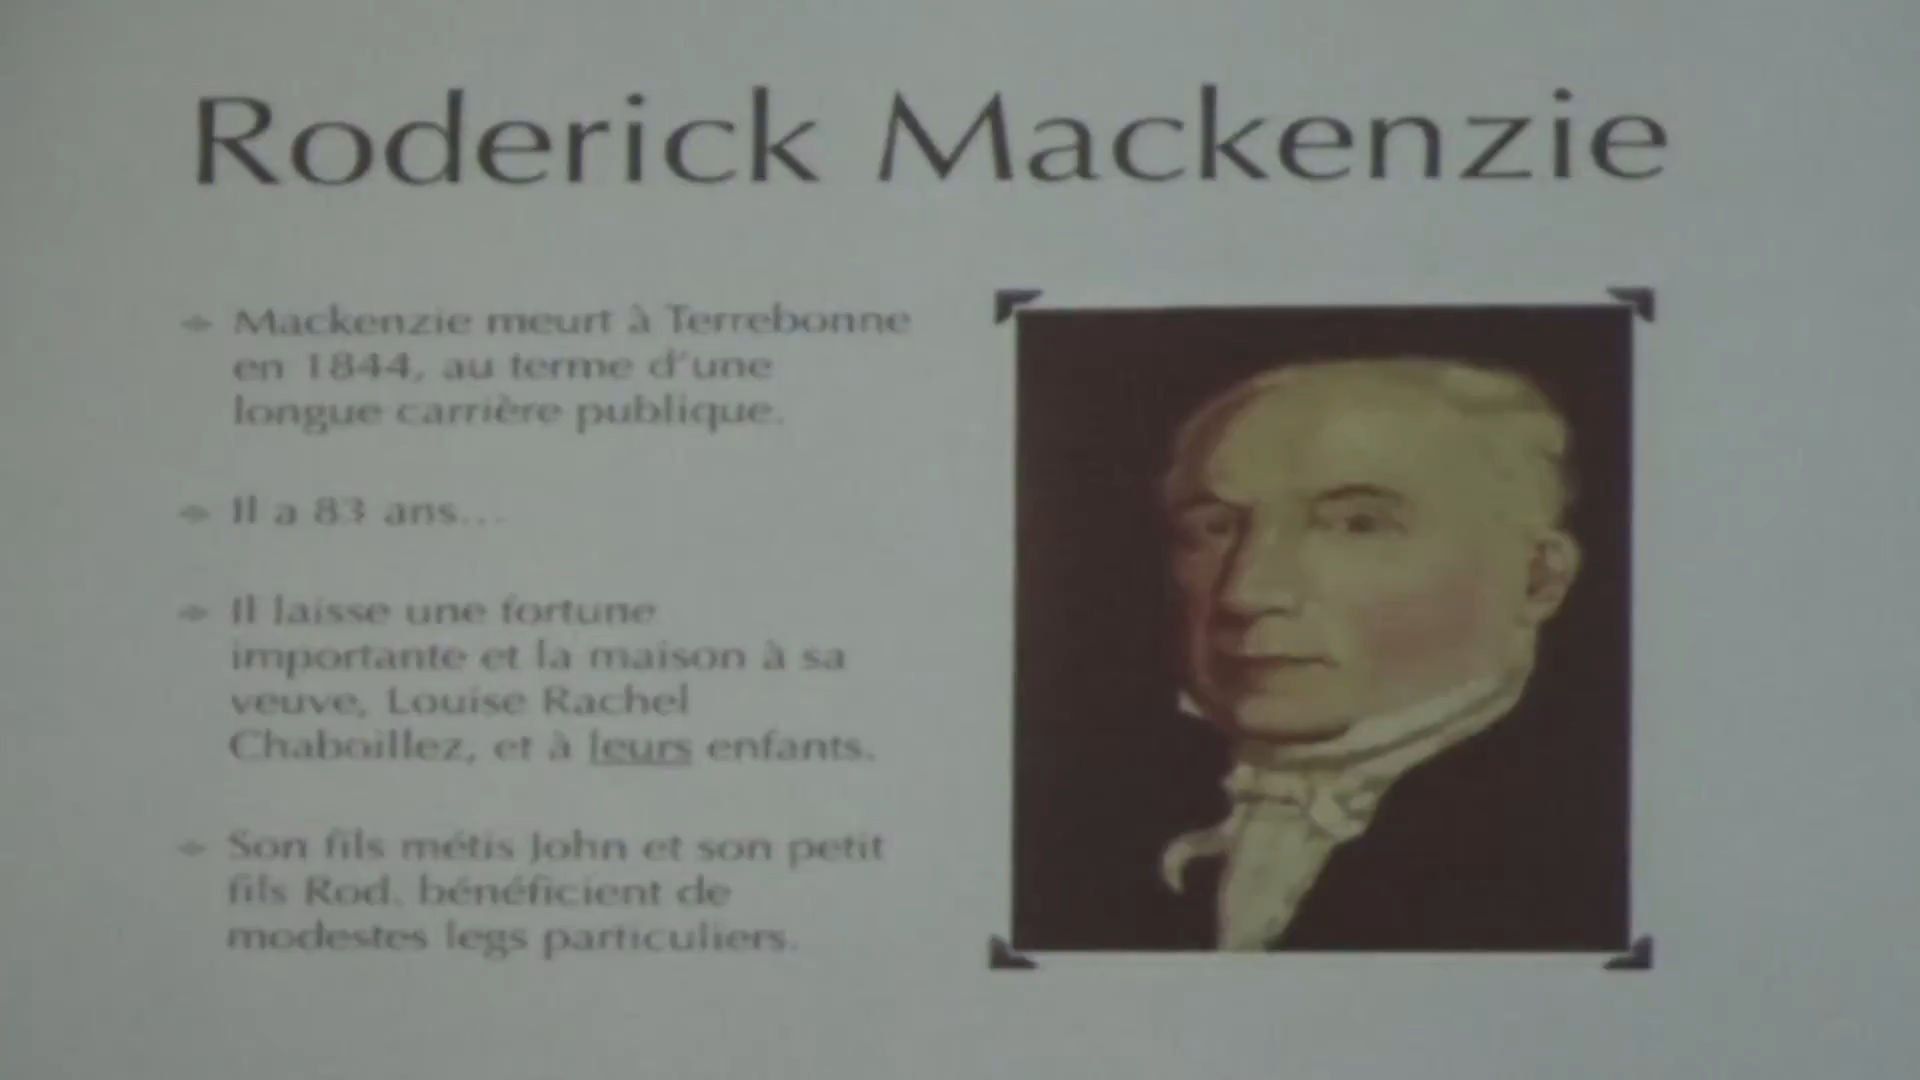 Roderick Mackenzie
Mackenzie meurt à Terrebonne
en 1844, au terme d'une
longue carrière publique.
Il a 83 ans...
Il laisse une fortune
importante et la maison à sa
veuve, Louise Rachel
Chaboillez, et à leurs enfants.
Son fils métis John et son petit
fils Rod. bénéficient de
modestes legs particuliers.